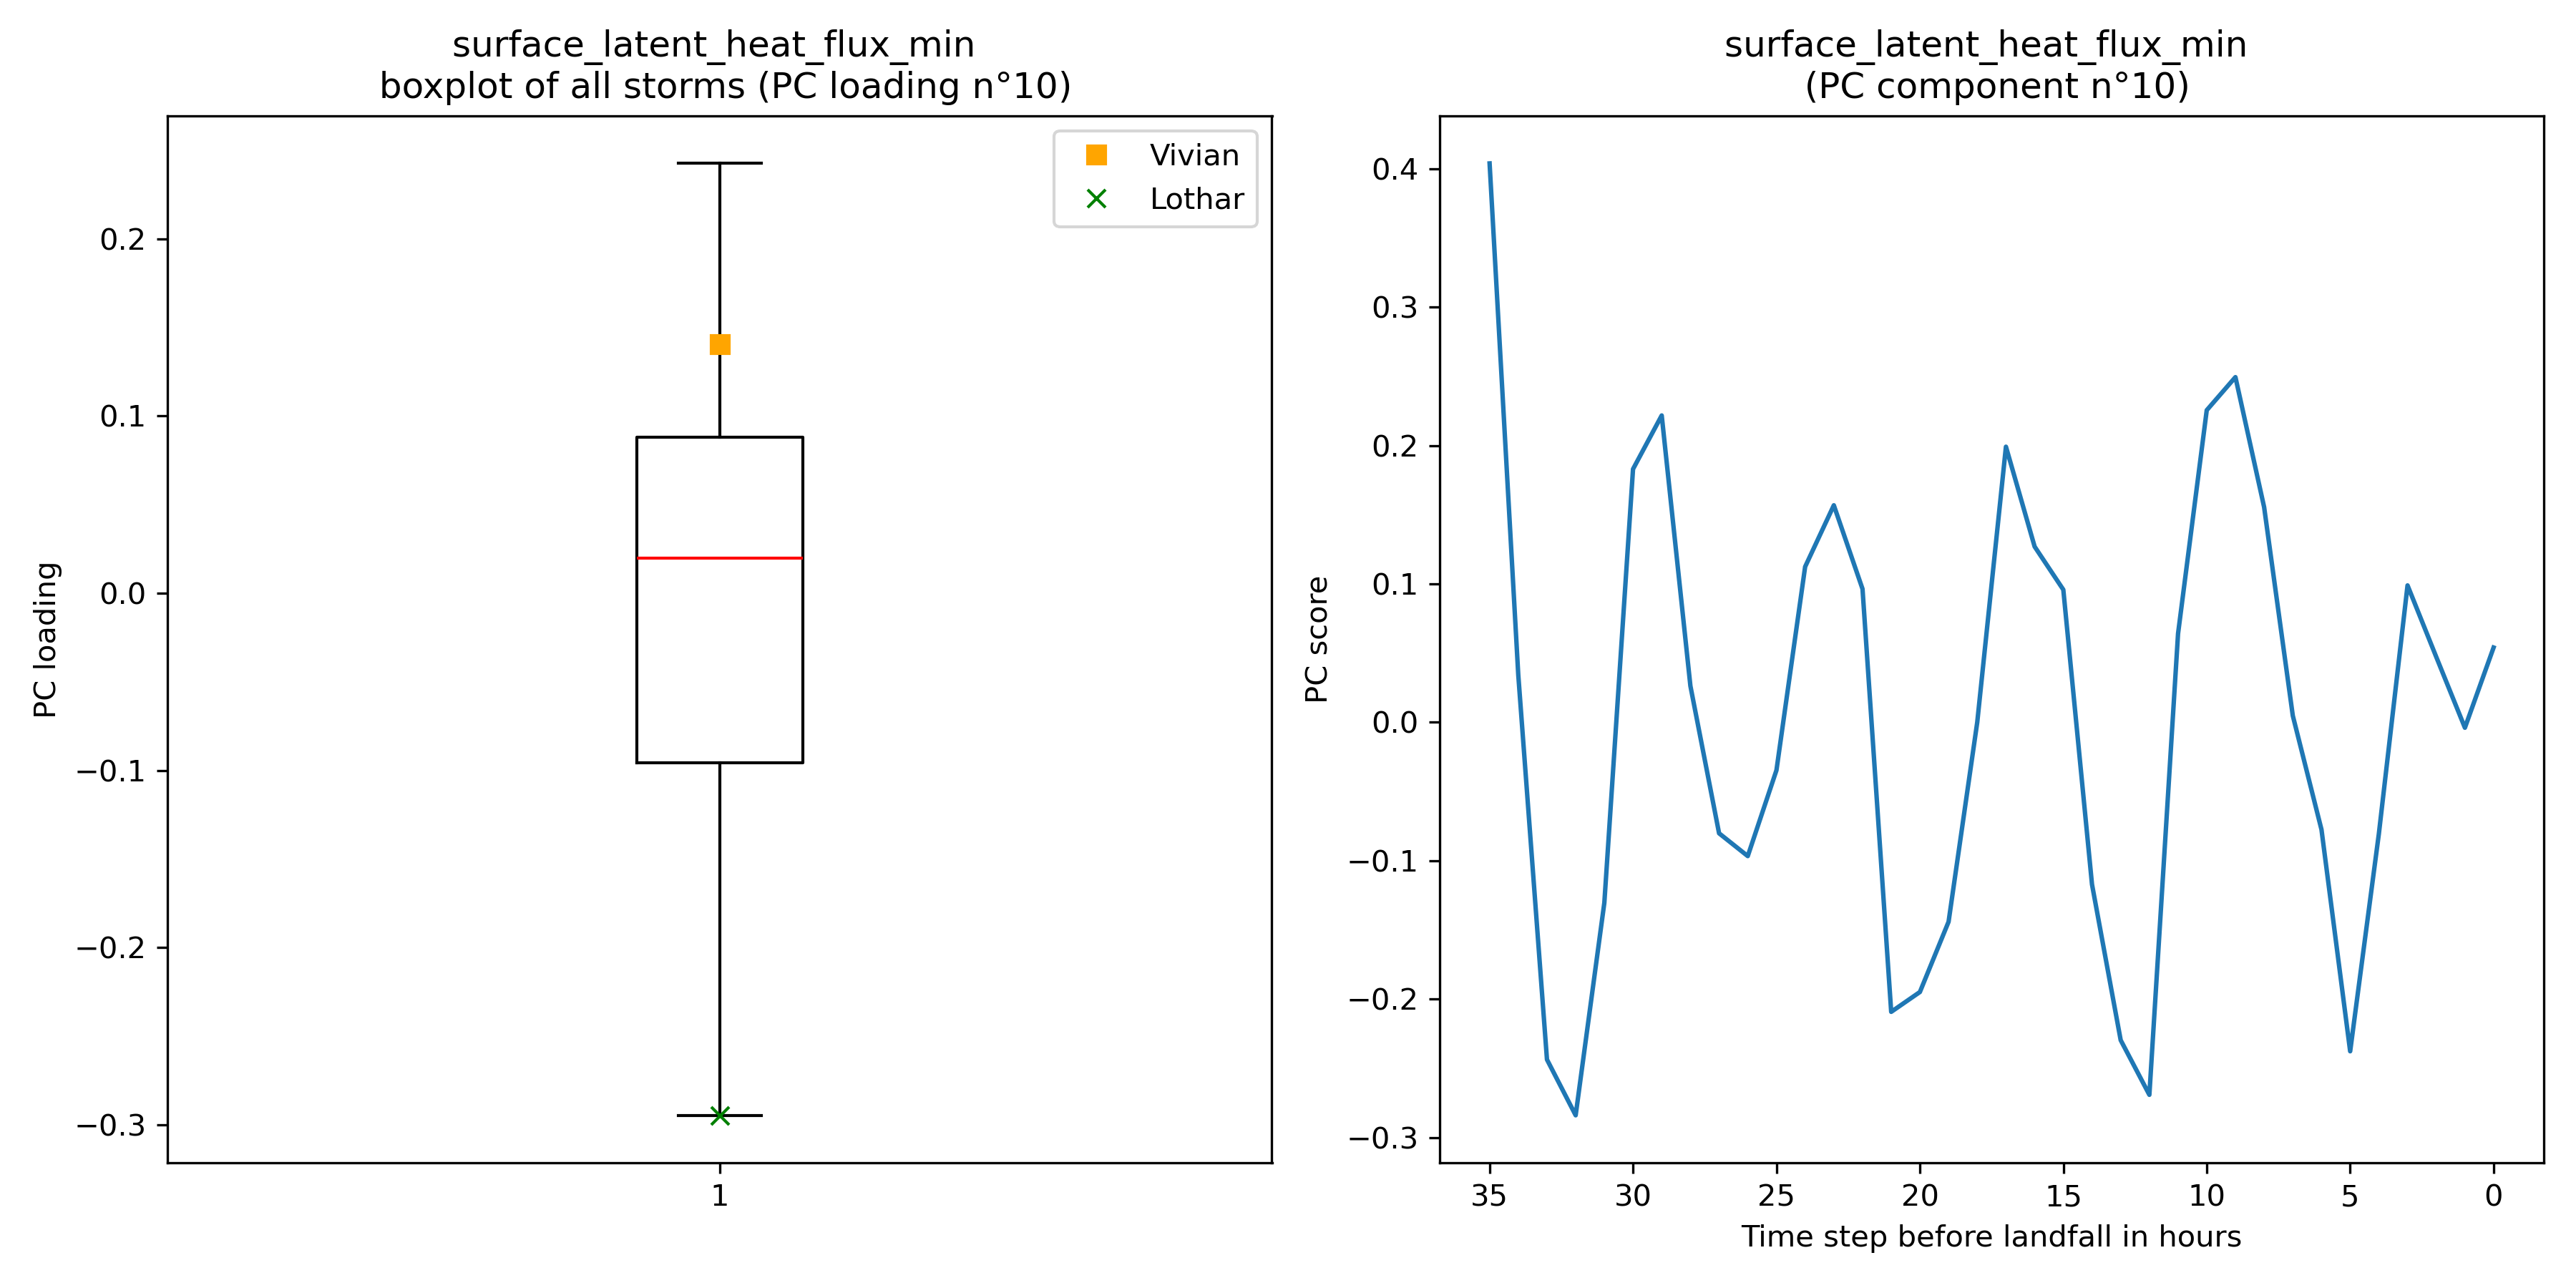 surface_latent_heat_flux_min
boxplot of all storms (PC loading n°10)
Vivian
Lothar
PC loading
0.2
0.1
0.0
−0.1
−0.2
−0.3
1
surface_latent_heat_flux_min
(PC component n°10)
PC score
0.4
0.3
0.2
0.1
0.0
−0.1
−0.2
−0.3
35 30 25 20 15 10 5 0
Time step before landfall in hours